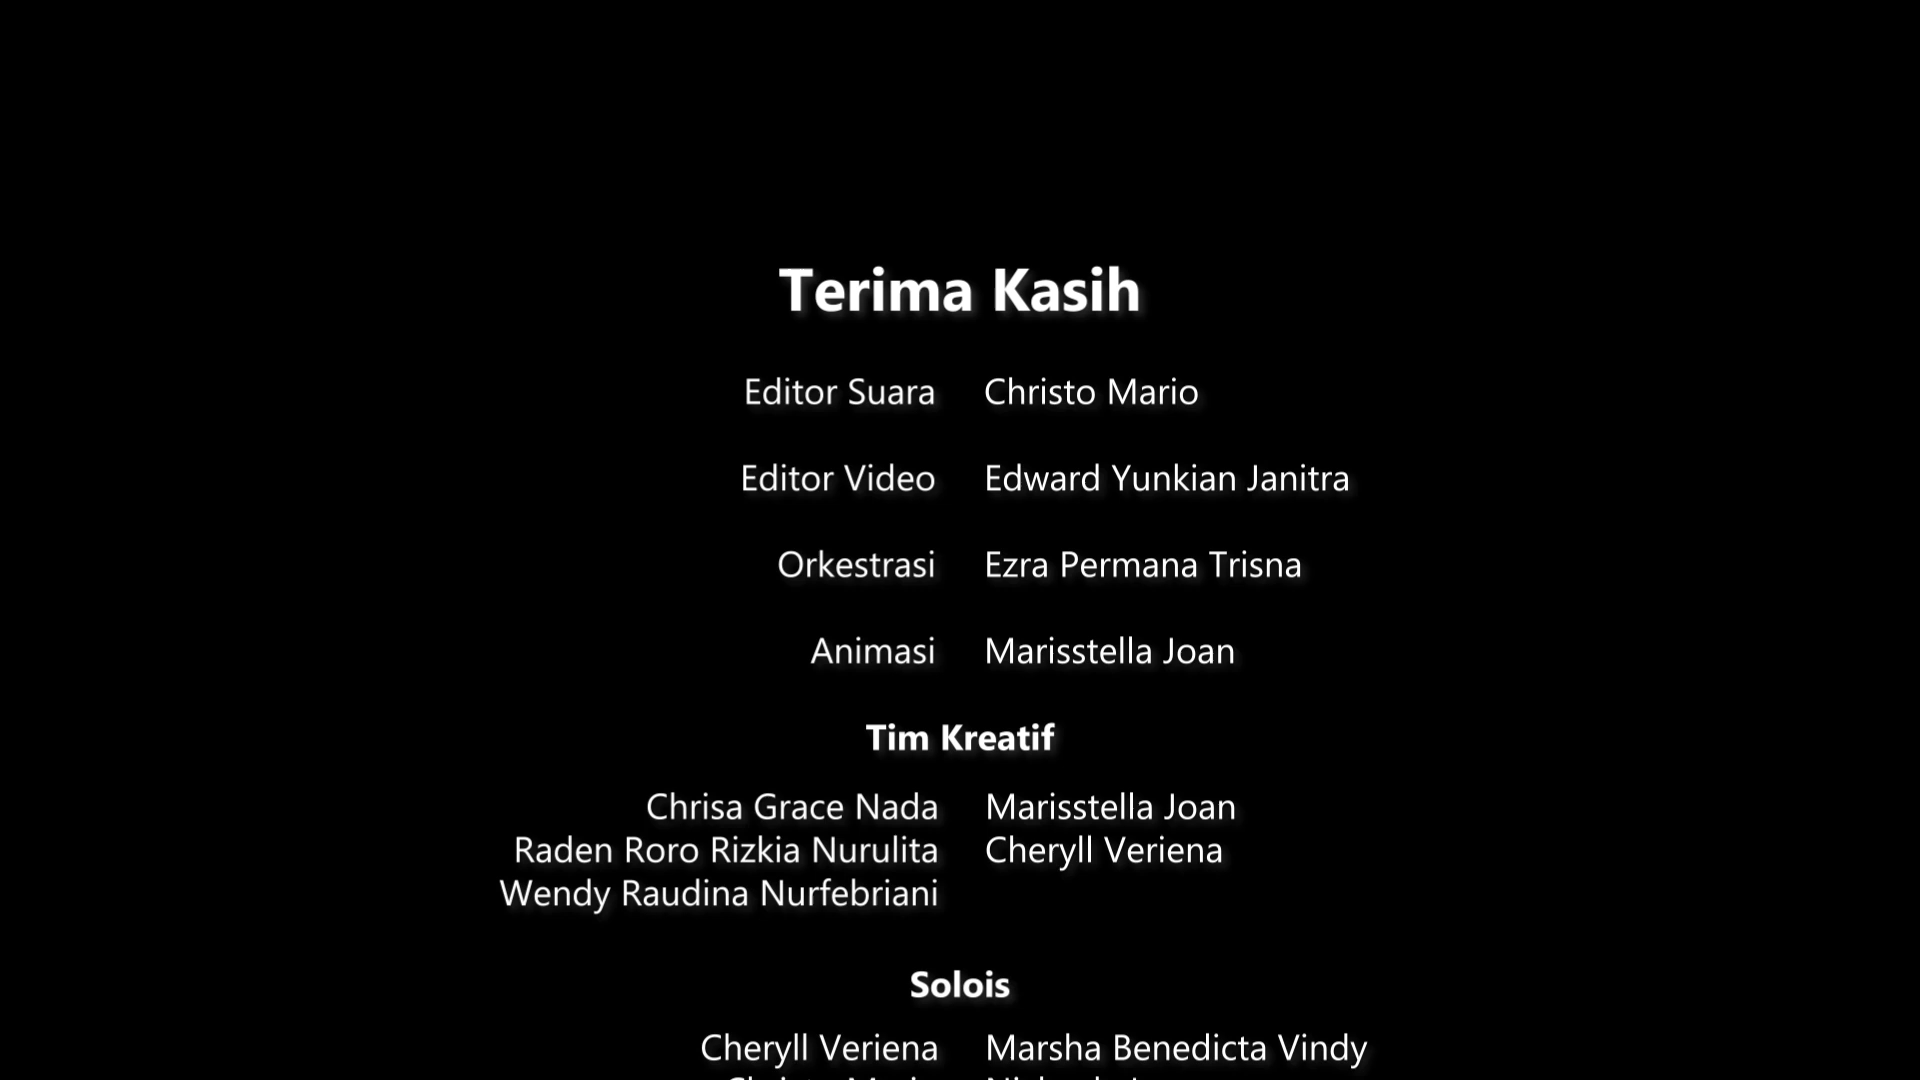 Terima Kasih
Editor Suara Christo Mario
Editor Video Edward Yunkian Janitra
Orkestrasi Ezra Permana Trisna
Animasi Marisstella Joan
Tim Kreatif
Chrisa Grace Nada Marisstella Joan
Raden Roro Rizkia Nurulita Cheryll Veriena
Wendy Raudina Nurfebriani
Solois
Cheryll Veriena Marsha Benedicta Vindy